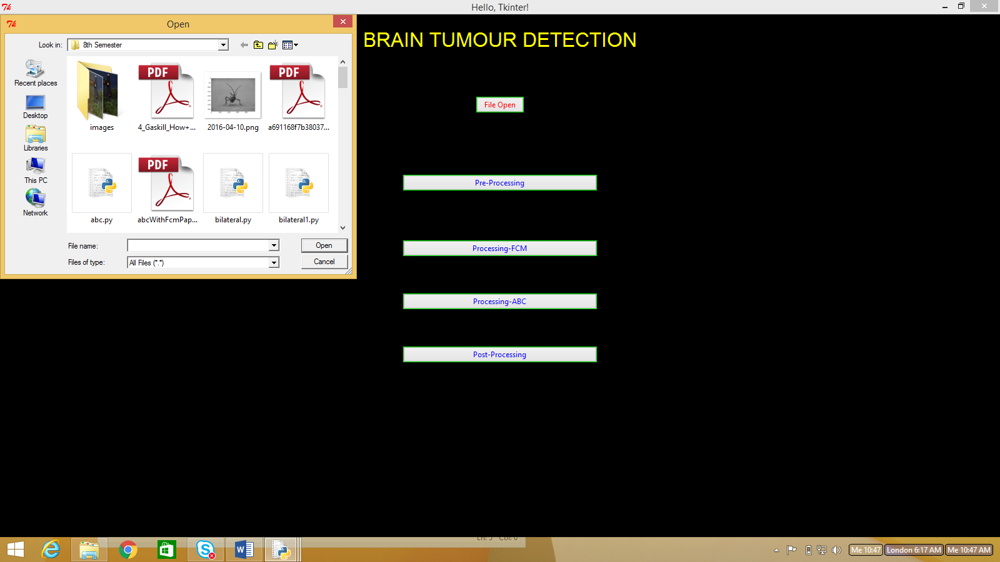 Hello, Tkinter!
Open
Look in: 8th Semester
Recent places
Desktop
Libraries
This PC
Network
PDF
PDF
images
4_Gaskill_How+...
2016-04-10.png
a691168f7b38037...
PDF
abc.py
abcWithFcmPap...
bilateral.py
bilateral1.py
File name:
Open
Files of type: All Files (*.*)
Cancel
BRAIN TUMOUR DETECTION
File Open
Pre-Processing
Processing-FCM
Processing-ABC
Post-Processing
Ln: 5 Col: 0
Me 10:47
London 6:17 AM
Me 10:47 AM